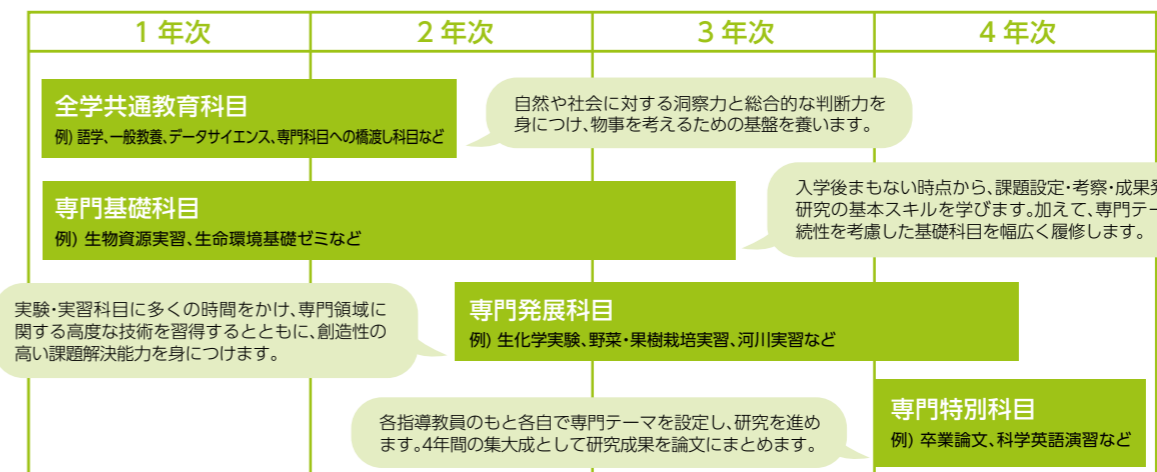 1 年次
2 年次
3 年次
4 年次
全学共通教育科目
例) 語学、一般教養、データサイエンス、専門科目への橋渡し科目など
自然や社会に対する洞察力と総合的な判断力を
身につけ、物事を考えるための基盤を養います。
専門基礎科目
例) 生物資源実習、生命環境基礎ゼミなど
入学後まもない時点から、課題設定・考察・成果発
研究の基本スキルを学びます。加えて、専門テー
続性を考慮した基礎科目を幅広く履修します。
実験・実習科目に多くの時間をかけ、専門領域に
関する高度な技術を習得するとともに、創造性の
高い課題解決能力を身につけます。
専門発展科目
例) 生化学実験、野菜・果樹栽培実習、河川実習など
各指導教員のもと各自で専門テーマを設定し、研究を進め
ます。4年間の集大成として研究成果を論文にまとめます。
専門特別科目
例) 卒業論文、科学英語演習など